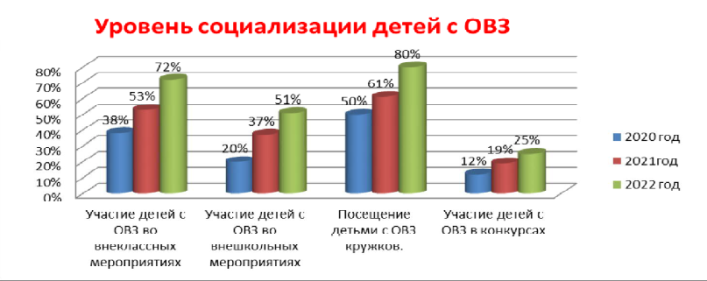 Уровень социализации детей с ОВЗ
80%
70%
60%
50%
40%
30%
20%
10%
0%
38%
53%
72%
20%
37%
51%
50%
61%
80%
12%
19%
25%
Участие детей с
ОВЗ во
внеклассных
мероприятиях
Участие детей с
ОВЗ во
внешкольных
мероприятиях
Посещение
детьми с ОВЗ
кружков.
Участие детей с
ОВЗ в конкурсах
2020 год
2021год
2022 год